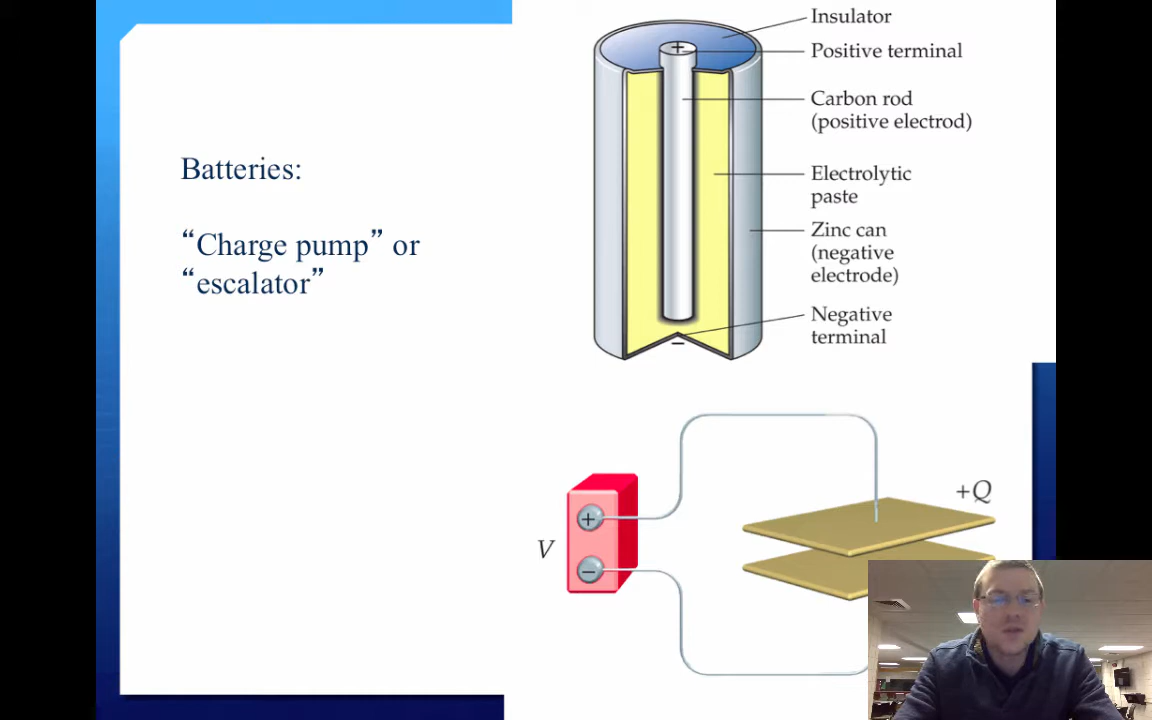 Batteries:
“Charge pump” or
“escalator”
Insulator
+
Positive terminal
Carbon rod
(positive electrod)
Electrolytic
paste
Zinc can
(negative
electrode)
Negative
terminal
−
+Q
+
V
−